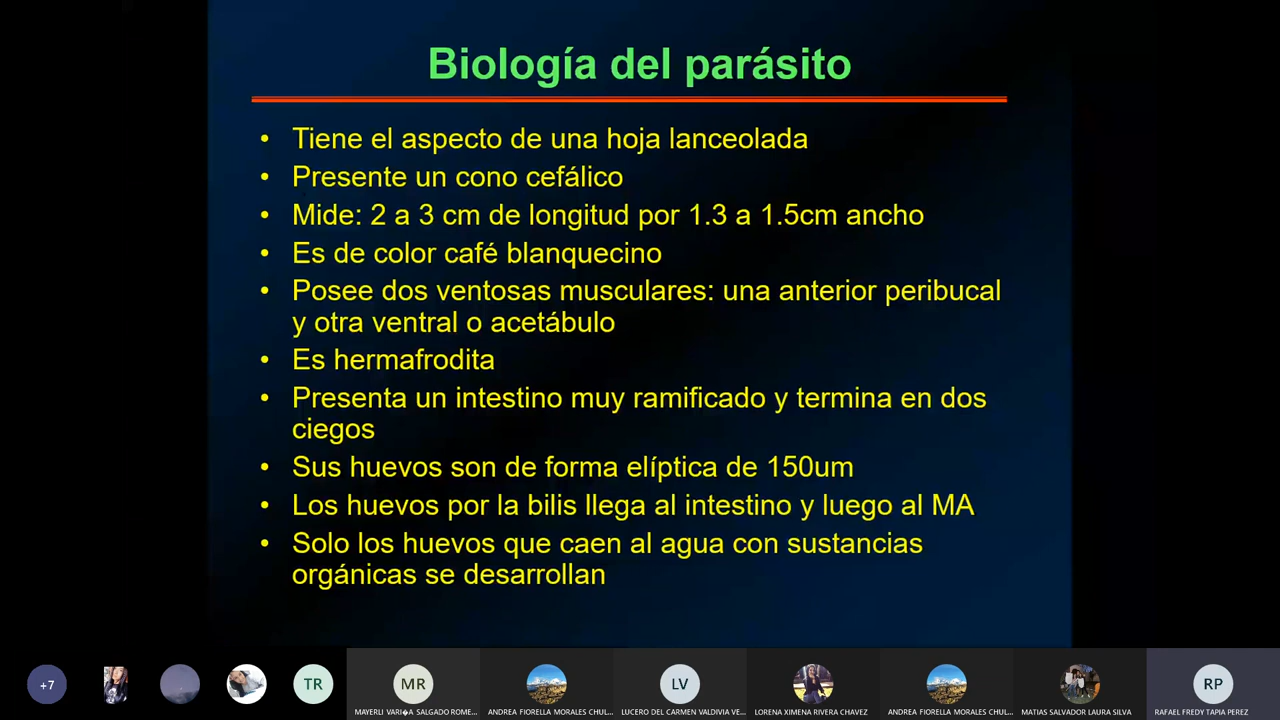 Biología del parásito
• Tiene el aspecto de una hoja lanceolada
• Presente un cono cefálico
• Mide: 2 a 3 cm de longitud por 1.3 a 1.5cm ancho
• Es de color café blanquecino
• Posee dos ventosas musculares: una anterior peribucal
y otra ventral o acetábulo
• Es hermafrodita
• Presenta un intestino muy ramificado y termina en dos
ciegos
• Sus huevos son de forma elíptica de 150um
• Los huevos por la bilis llega al intestino y luego al MA
• Solo los huevos que caen al agua con sustancias
orgánicas se desarrollan
+7
TR
MR
LV
RP
MAYERLI VARI�A SALGADO ROME...
ANDREA FIORELLA MORALES CHUL...
LUCERO DEL CARMEN VALDIVIA VE...
LORENA XIMENA RIVERA CHAVEZ
ANDREA FIORELLA MORALES CHUL...
MATIAS SALVADOR LAURA SILVA
RAFAEL FREDY TAPIA PEREZ